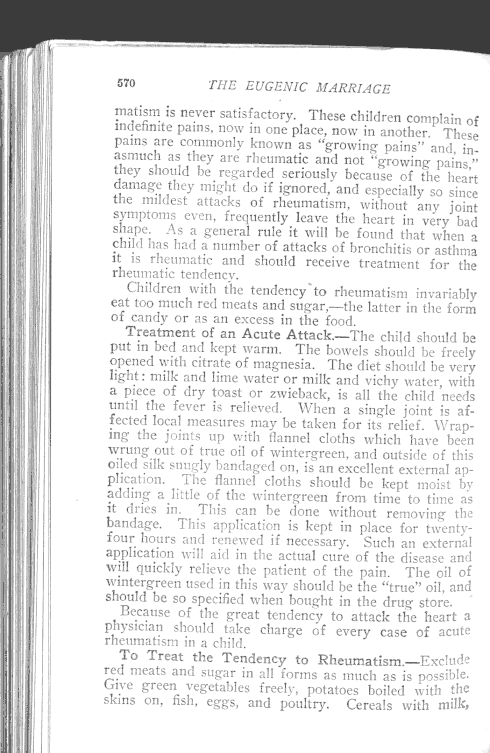 570 THE EUGENIC MARRIAGE
matism is never satisfactory. These children complain of
indefinite pains, now in one place, now in another. These
pains are commonly known as "growing pains" and, in-
asmuch as they are rheumatic and not "growing pains,"
they should be regarded seriously because of the heart
damage they might do if ignored, and especially so since
the mildest attacks of rheumatism, without any joint
symptoms even, frequently leave the heart in very bad
shape. As a general rule it will be found that when a
child has had a number of attacks of bronchitis or asthma
it is rheumatic and should receive treatment for the
rheumatic tendency.
Children with the tendency to rheumatism invariably
eat too much red meats and sugar,—the latter in the form
of candy or as an excess in the food.
Treatment of an Acute Attack.—The child should be
put in bed and kept warm. The bowels should be freely
opened with citrate of magnesia. The diet should be very
light: milk and lime water or milk and vichy water, with
a piece of dry toast or zwieback, is all the child needs
until the fever is relieved. When a single joint is af-
fected local measures may be taken for its relief. Wrap-
ing the joints up with flannel cloths which have been
wrung out of true oil of wintergreen, and outside of this
oiled silk snugly bandaged on, is an excellent external ap-
plication. The flannel cloths should be kept moist by
adding a little of the wintergreen from time to time as
it dries in. This can be done without removing the
bandage. This application is kept in place for twenty-
four hours and renewed if necessary. Such an external
application will aid in the actual cure of the disease and
will quickly relieve the patient of the pain. The oil of
wintergreen used in this way should be the "true" oil, and
should be so specified when bought in the drug store.
Because of the great tendency to attack the heart a
physician should take charge of every case of acute
rheumatism in a child.
To Treat the Tendency to Rheumatism.—Exclude
red meats and sugar in all forms as much as is possible.
Give green vegetables freely, potatoes boiled with the
skins on, fish, eggs, and poultry. Cereals with milk,